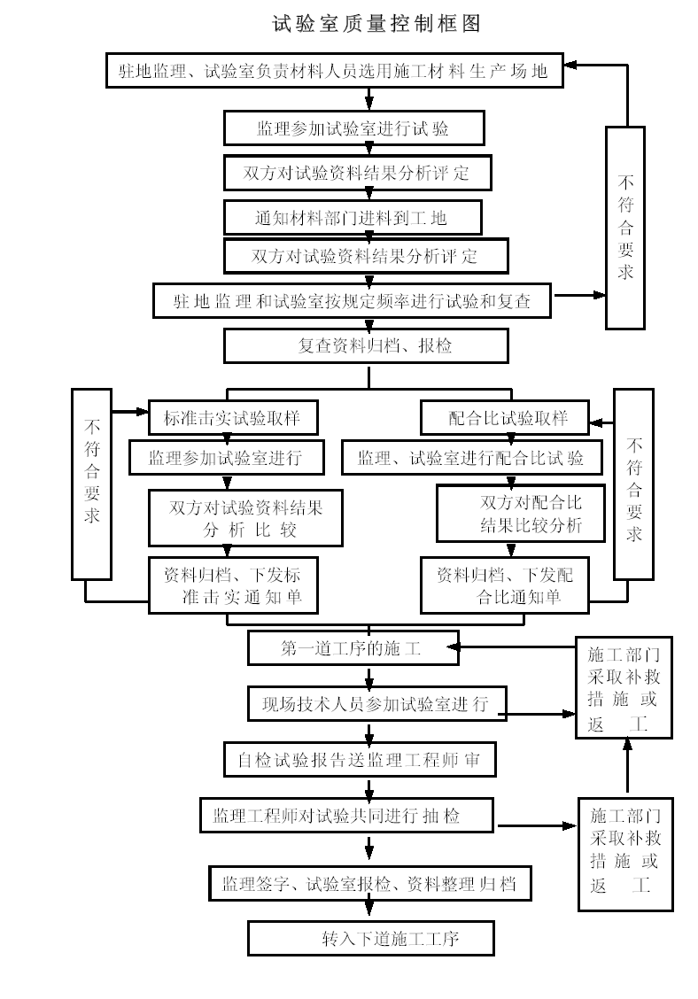 试验室质量控制框图
驻地监理、试验室负责材料人员选用施工材料生产场地
监理参加试验室进行试验
双方对试验资料结果分析评定
通知材料部门进料到工地
双方对试验资料结果分析评定
驻地监理和试验室按规定频率进行试验和复查
不
符
合
要
求
复查资料归档、报检
不
符
合
要
求
标准击实试验取样
监理参加试验室进行
双方对试验资料结果
分析比较
资料归档、下发标
准击实通知单
配合比试验取样
监理、试验室进行配合比试验
双方对配合比
结果比较分析
资料归档、下发配
合比通知单
不
符
合
要
求
第一道工序的施工
现场技术人员参加试验室进行
施工部门
采取补救
措施或
返工
自检试验报告送监理工程师审
监理工程师对试验共同进行抽检
施工部门
采取补救
措施或
返工
监理签字、试验室报检、资料整理归档
转入下道施工工序